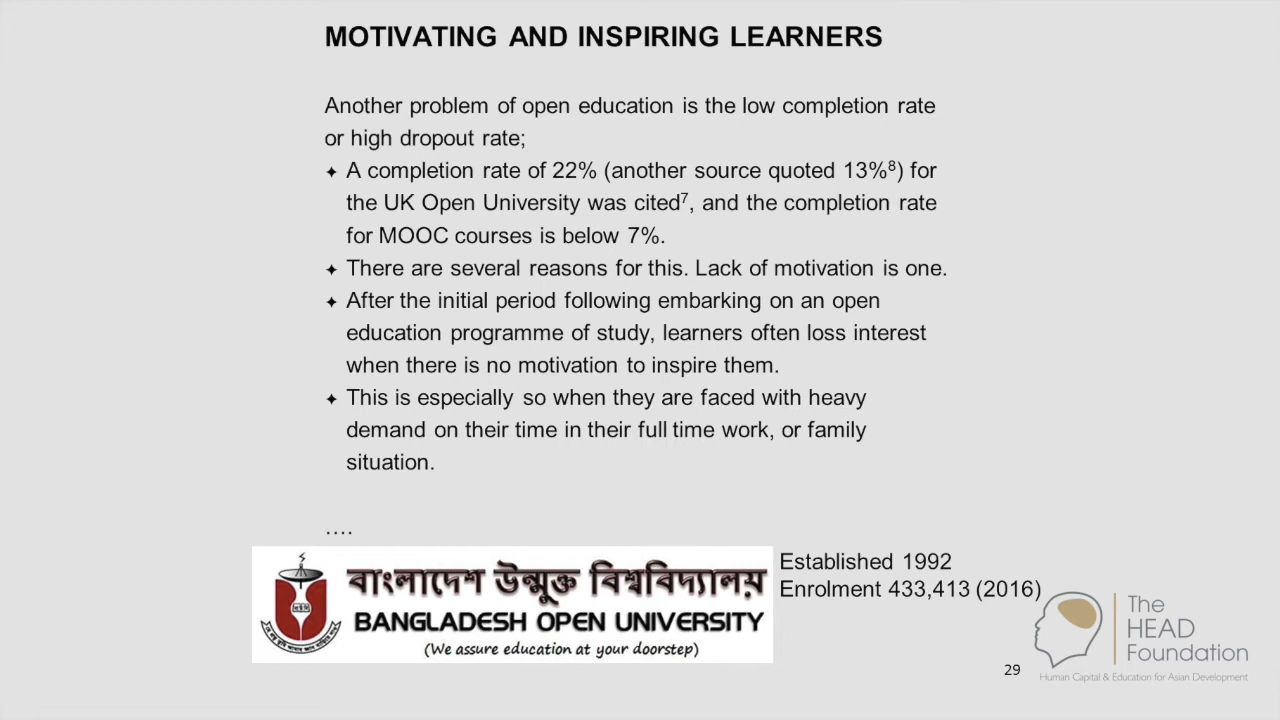 MOTIVATING AND INSPIRING LEARNERS
Another problem of open education is the low completion rate
or high dropout rate;
✦ A completion rate of 22% (another source quoted 13%⁸) for
the UK Open University was cited⁷, and the completion rate
for MOOC courses is below 7%.
✦ There are several reasons for this. Lack of motivation is one.
✦ After the initial period following embarking on an open
education programme of study, learners often loss interest
when there is no motivation to inspire them.
✦ This is especially so when they are faced with heavy
demand on their time in their full time work, or family
situation.
....
বাংলাদেশ উন্মুক্ত বিশ্ববিদ্যালয়
BANGLADESH OPEN UNIVERSITY
(We assure education at your doorstep)
Established 1992
Enrolment 433,413 (2016)
The
HEAD
Foundation
Human Capital & Education for Asian Development
29